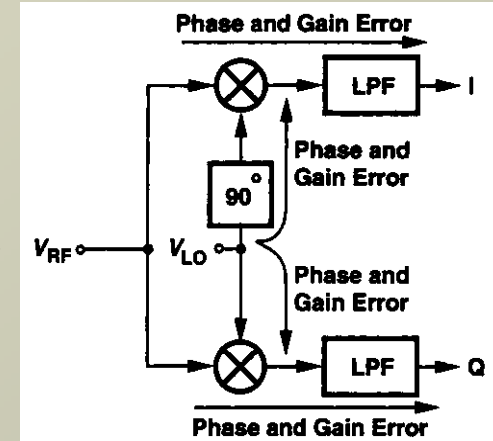 Phase and Gain Error
LPF
I
Phase and
Gain Error
90°
V_RF
V_LO
Phase and
Gain Error
LPF
Q
Phase and Gain Error